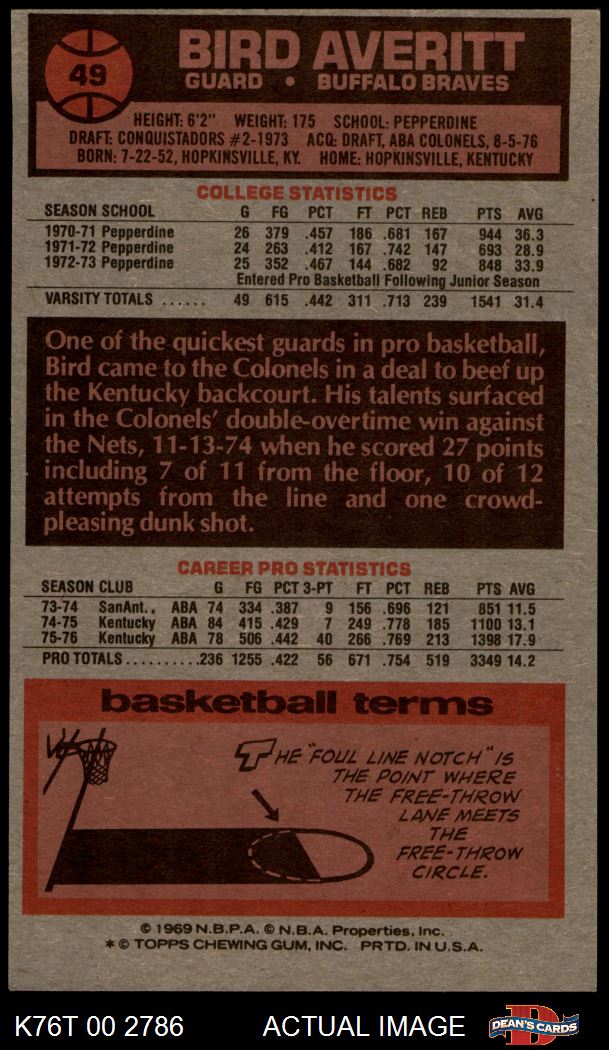 49
BIRD AVERITT
GUARD • BUFFALO BRAVES
HEIGHT: 6'2" WEIGHT: 175 SCHOOL: PEPPERDINE
DRAFT: CONQUISTADORS #2-1973 ACQ: DRAFT, ABA COLONELS, 8-5-76
BORN: 7-22-52, HOPKINSVILLE, KY. HOME: HOPKINSVILLE, KENTUCKY
COLLEGE STATISTICS
SEASON SCHOOL G FG PCT FT PCT REB PTS AVG
1970-71 Pepperdine 26 379 .457 186 .681 167 944 36.3
1971-72 Pepperdine 24 263 .412 167 .742 147 693 28.9
1972-73 Pepperdine 25 352 .467 144 .682 92 848 33.9
Entered Pro Basketball Following Junior Season
VARSITY TOTALS ...... 49 615 .442 311 .713 239 1541 31.4
One of the quickest guards in pro basketball,
Bird came to the Colonels in a deal to beef up
the Kentucky backcourt. His talents surfaced
in the Colonels' double-overtime win against
the Nets, 11-13-74 when he scored 27 points
including 7 of 11 from the floor, 10 of 12
attempts from the line and one crowd-
pleasing dunk shot.
CAREER PRO STATISTICS
SEASON CLUB G FG PCT 3-PT FT PCT REB PTS AVG
73-74 SanAnt.. ABA 74 334 .387 9 156 .696 121 851 11.5
74-75 Kentucky ABA 84 415 .429 7 249 .778 185 1100 13.1
75-76 Kentucky ABA 78 506 .442 40 266 .769 213 1398 17.9
PRO TOTALS..........236 1255 .422 56 671 .754 519 3349 14.2
basketball terms
THE "FOUL LINE NOTCH" IS
THE POINT WHERE
THE FREE-THROW
LANE MEETS
THE
FREE-THROW
CIRCLE.
© 1969 N.B.P.A. © N.B.A. Properties, Inc.
* © TOPPS CHEWING GUM, INC. PRTD. IN U.S.A.
K76T 00 2786 ACTUAL IMAGE D DEAN'S CARDS